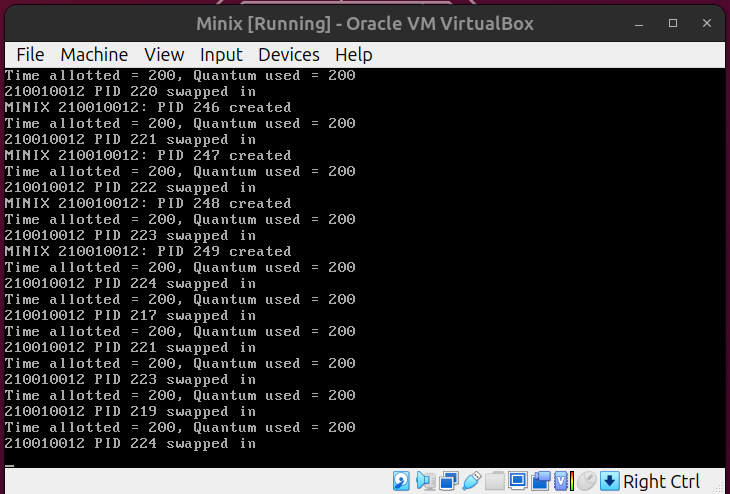 Minix [Running] - Oracle VM VirtualBox
File Machine View Input Devices Help
Time allotted = 200, Quantum used = 200
210010012 PID 220 swapped in
MINIX 210010012: PID 246 created
Time allotted = 200, Quantum used = 200
210010012 PID 221 swapped in
MINIX 210010012: PID 247 created
Time allotted = 200, Quantum used = 200
210010012 PID 222 swapped in
MINIX 210010012: PID 248 created
Time allotted = 200, Quantum used = 200
210010012 PID 223 swapped in
MINIX 210010012: PID 249 created
Time allotted = 200, Quantum used = 200
210010012 PID 224 swapped in
Time allotted = 200, Quantum used = 200
210010012 PID 217 swapped in
Time allotted = 200, Quantum used = 200
210010012 PID 221 swapped in
Time allotted = 200, Quantum used = 200
210010012 PID 223 swapped in
Time allotted = 200, Quantum used = 200
210010012 PID 219 swapped in
Time allotted = 200, Quantum used = 200
210010012 PID 224 swapped in
Right Ctrl